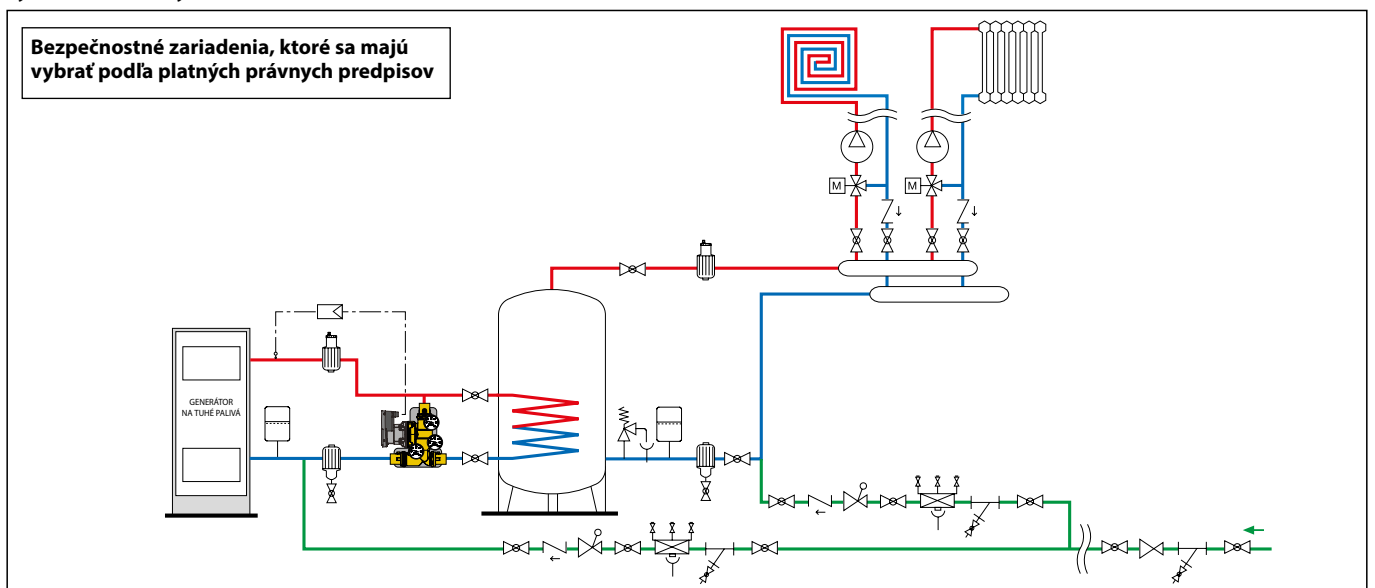 Bezpečnostné zariadenia, ktoré sa majú
vybrať podľa platných právnych predpisov
M
M
GENERÁTOR
NA TUHÉ PALIVÁ